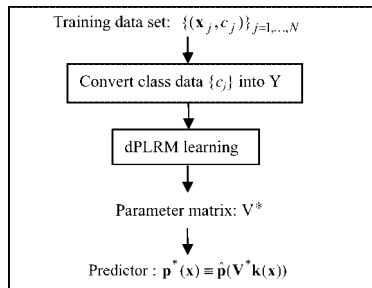 Training data set: {(x_j, c_j)}_{j=1,…,N}
Convert class data {c_j} into Y
dPLRM learning
Parameter matrix: V*
Predictor : p*(x) ≡ p̂(V*k(x))